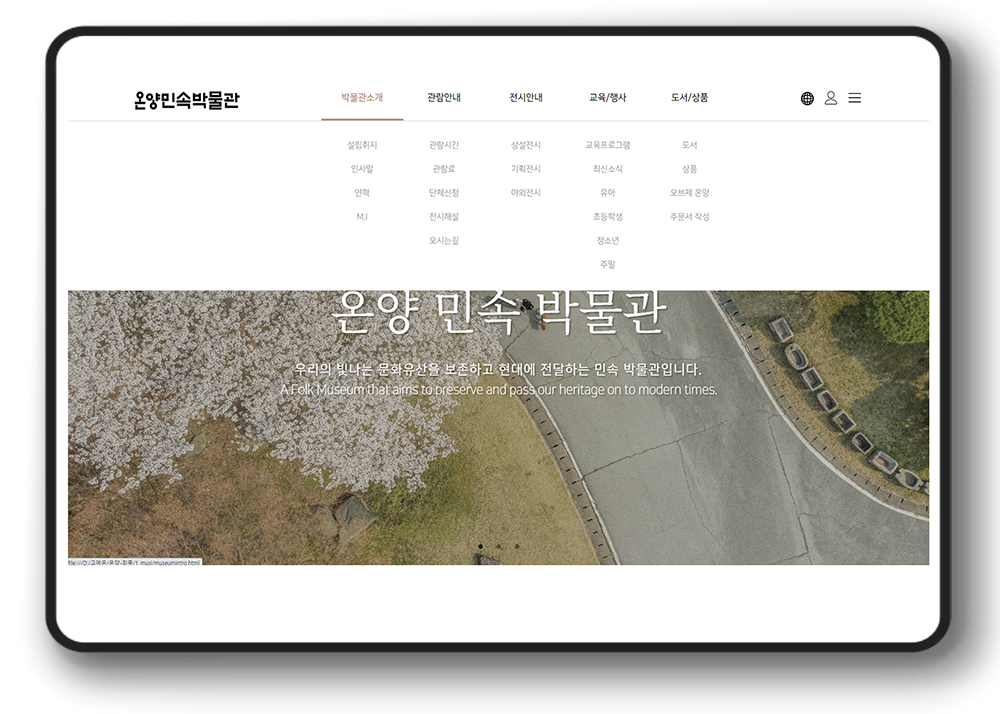 온양민속박물관
박물관소개 관람안내 전시안내 교육/행사 도서/상품
설립취지 관람시간 상설전시 교육프로그램 도서
인사말 관람료 기획전시 최신소식 상품
연혁 단체신청 야외전시 유아 오브제 온양
M.I 전시해설 초등학생 주문서 작성
오시는길 청소년
주말
온양 민속 박물관
우리의 빛나는 문화유산을 보존하고 현대에 전달하는 민속 박물관입니다.
A Folk Museum that aims to preserve and pass our heritage on to modern times.